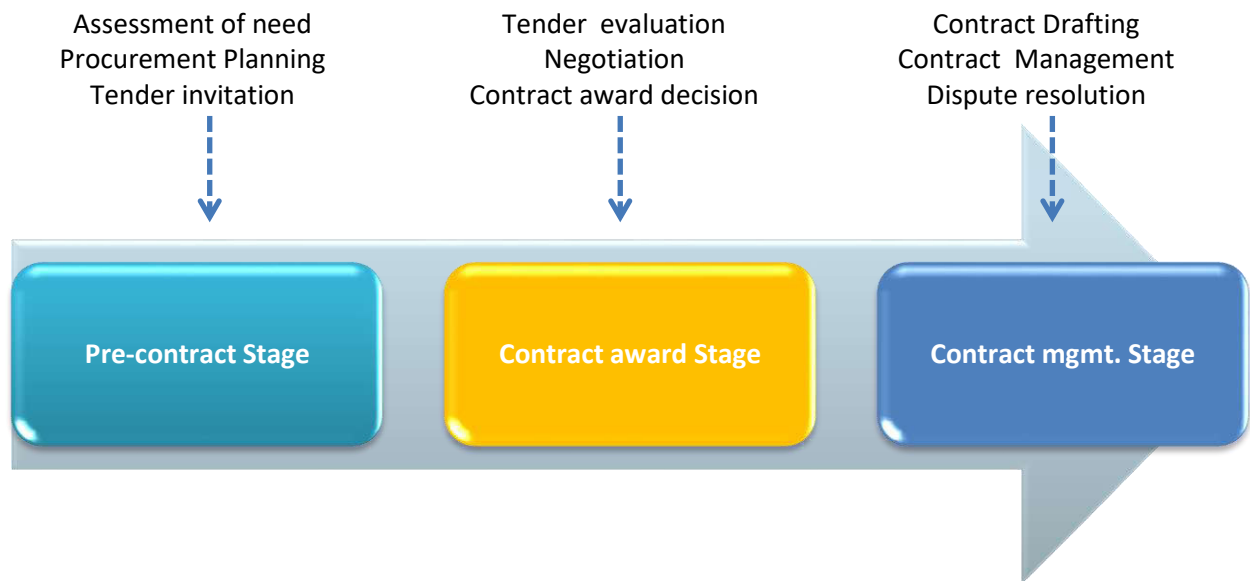 Assessment of need
Procurement Planning
Tender invitation
Tender evaluation
Negotiation
Contract award decision
Contract Drafting
Contract Management
Dispute resolution
Pre-contract Stage
Contract award Stage
Contract mgmt. Stage